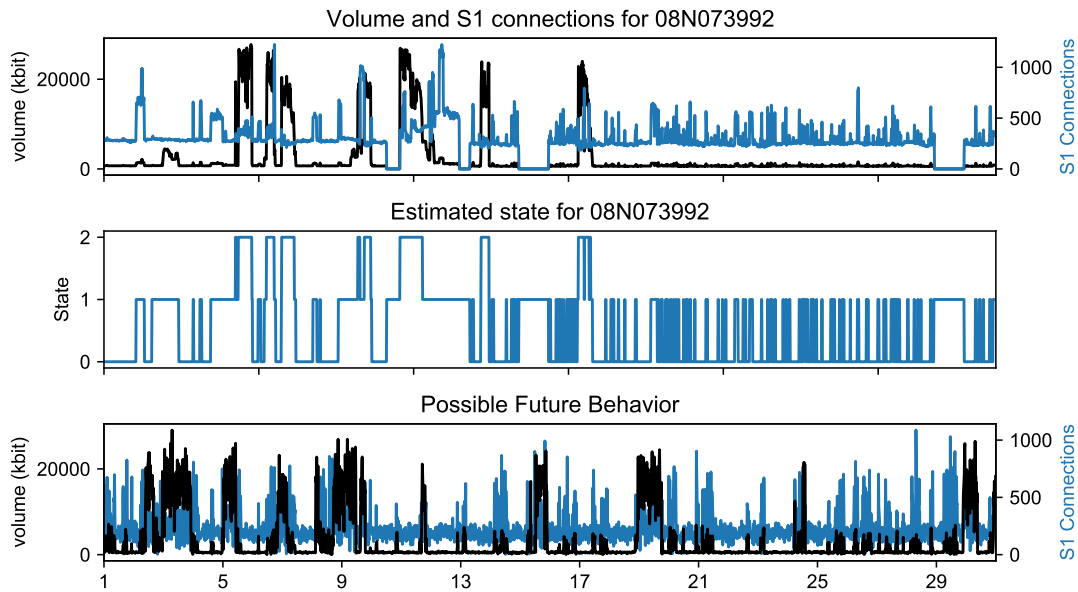 Volume and S1 connections for 08N073992
volume (kbit)
20000
0
1000
500
0
S1 Connections
Estimated state for 08N073992
State
2
1
0
Possible Future Behavior
volume (kbit)
20000
0
1000
500
0
S1 Connections
1 5 9 13 17 21 25 29